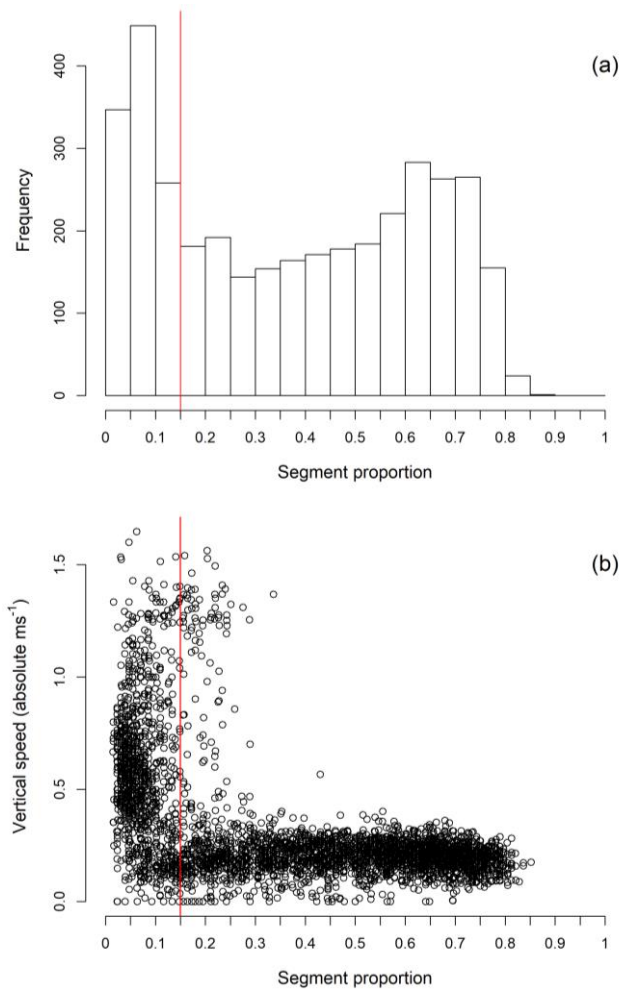 (a)
400
300
200
100
0
Frequency
0 0.1 0.2 0.3 0.4 0.5 0.6 0.7 0.8 0.9 1
Segment proportion
(b)
1.5
1.0
0.5
0.0
Vertical speed (absolute ms⁻¹)
0 0.1 0.2 0.3 0.4 0.5 0.6 0.7 0.8 0.9 1
Segment proportion